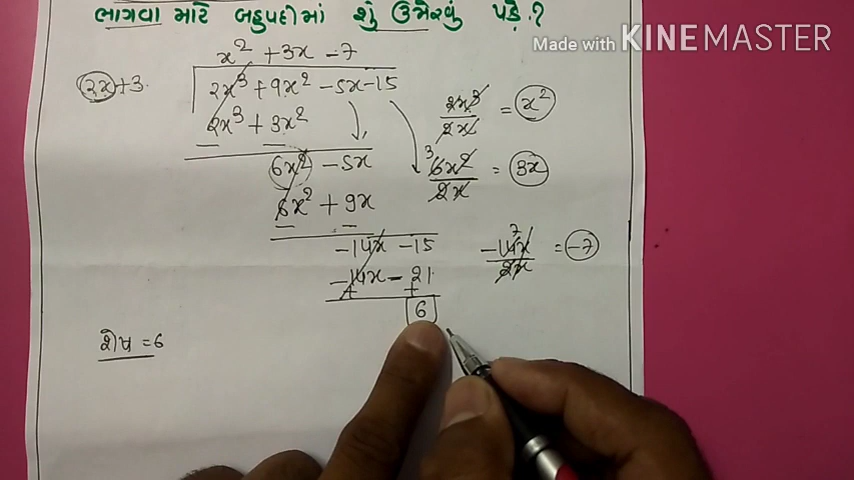 ભાગવા માટે બહુપદીમાં શું ઉમેરવું પડે.?
Made with KINEMASTER
x² + 3x - 7
2x+3
2x³ + 9x² - 5x - 15
2x³ + 3x²
6x² - 5x
6x² + 9x
-14x - 15
-14x - 21
+ +
6
2x³/2x = x²
3
6x²/2x = 3x
7
-14x/2x = -7
શેષ = 6